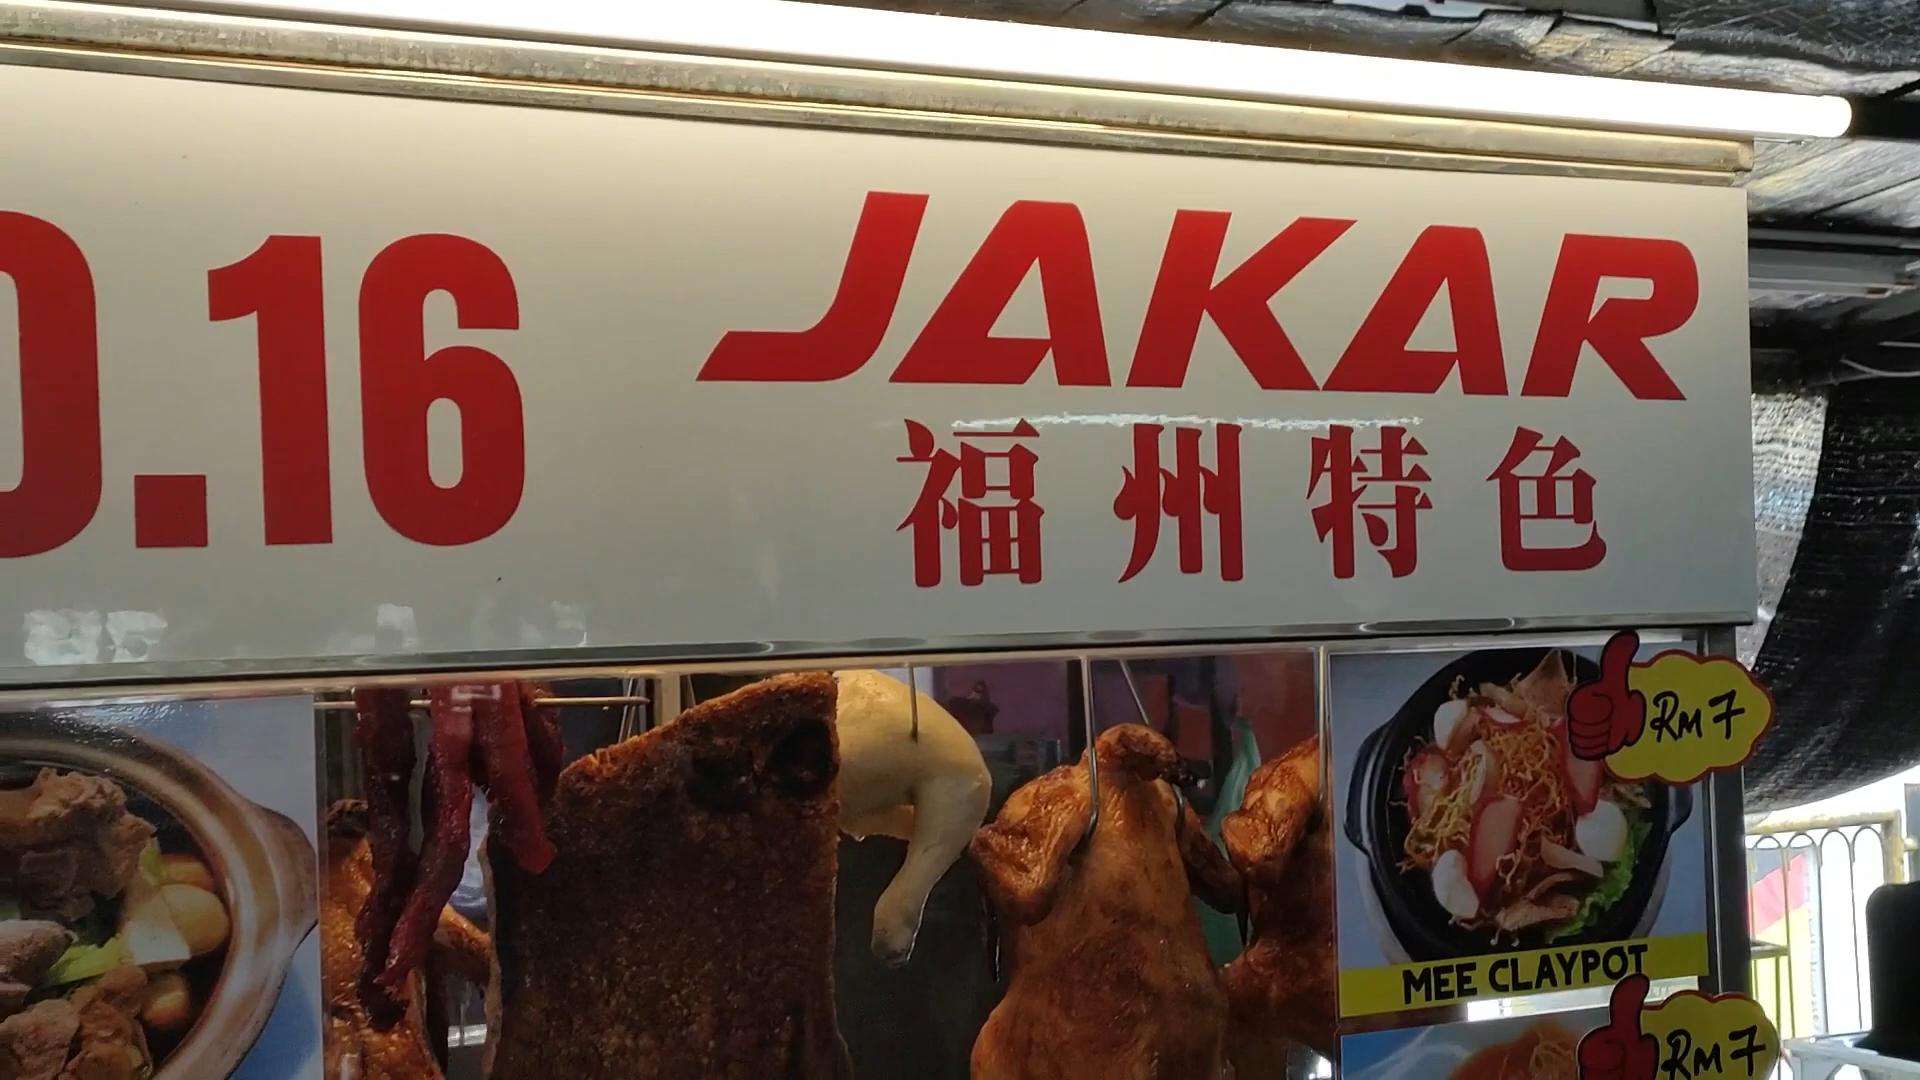 .16
JAKAR
福州特色
RM 7
MEE CLAYPOT
RM 7